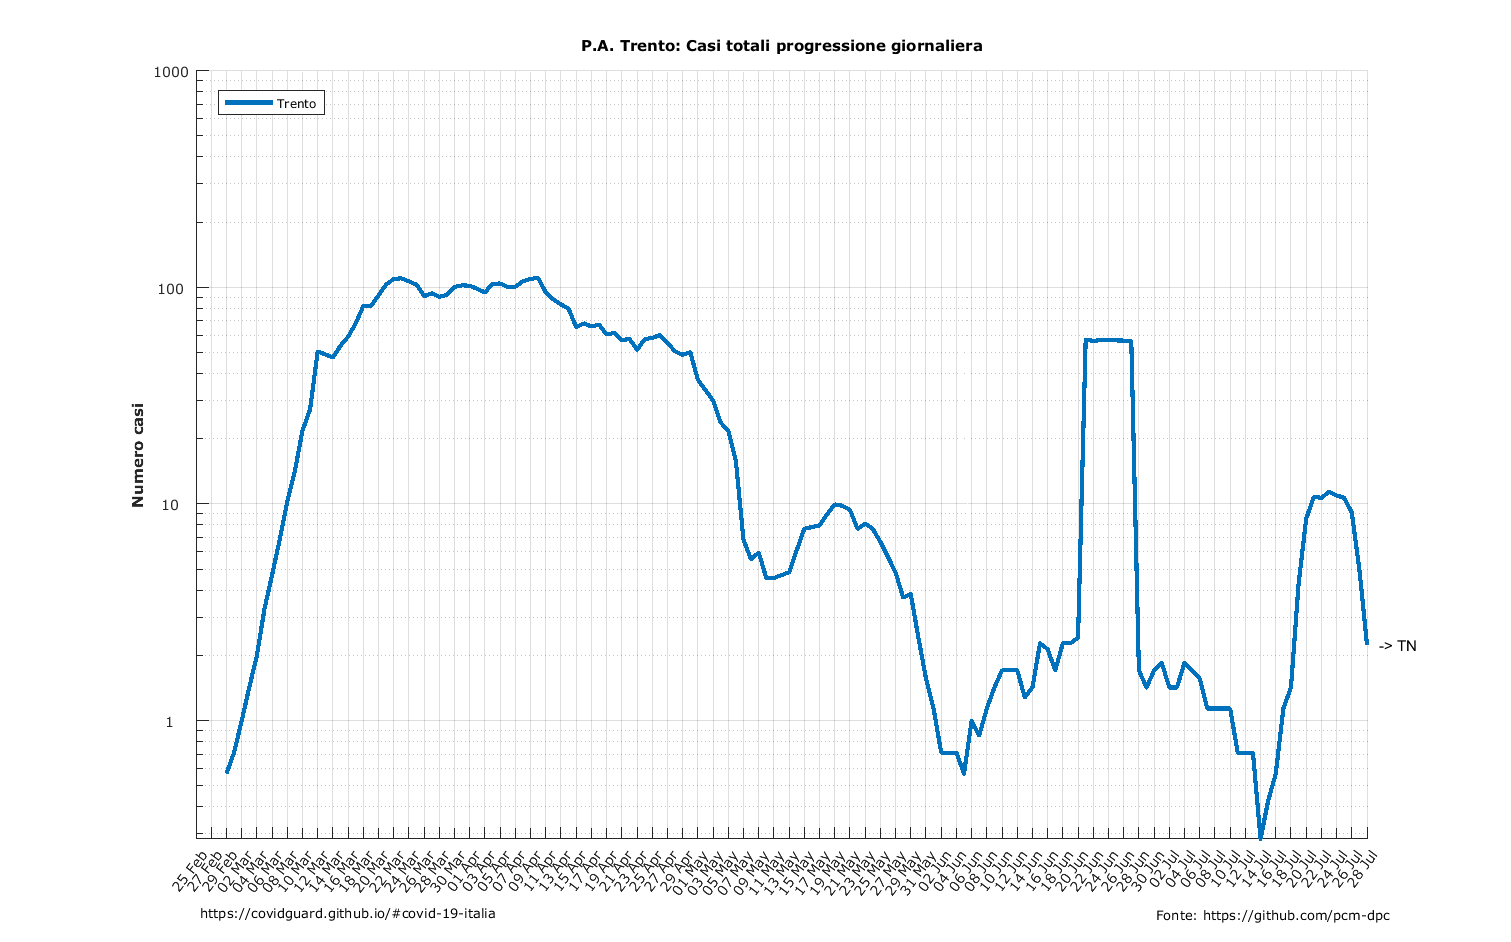 P.A. Trento: Casi totali progressione giornaliera
1000
Trento
100
Numero casi
10
-> TN
1
25 Feb
27 Feb
29 Feb
02 Mar
04 Mar
06 Mar
08 Mar
10 Mar
12 Mar
14 Mar
16 Mar
18 Mar
20 Mar
22 Mar
24 Mar
26 Mar
28 Mar
30 Mar
01 Apr
03 Apr
05 Apr
07 Apr
09 Apr
11 Apr
13 Apr
15 Apr
17 Apr
19 Apr
21 Apr
23 Apr
25 Apr
27 Apr
29 Apr
01 May
03 May
05 May
07 May
09 May
11 May
13 May
15 May
17 May
19 May
21 May
23 May
25 May
27 May
29 May
31 May
02 Jun
04 Jun
06 Jun
08 Jun
10 Jun
12 Jun
14 Jun
16 Jun
18 Jun
20 Jun
22 Jun
24 Jun
26 Jun
28 Jun
30 Jun
02 Jul
04 Jul
06 Jul
08 Jul
10 Jul
12 Jul
14 Jul
16 Jul
18 Jul
20 Jul
22 Jul
24 Jul
26 Jul
28 Jul
https://covidguard.github.io/#covid-19-italia
Fonte: https://github.com/pcm-dpc